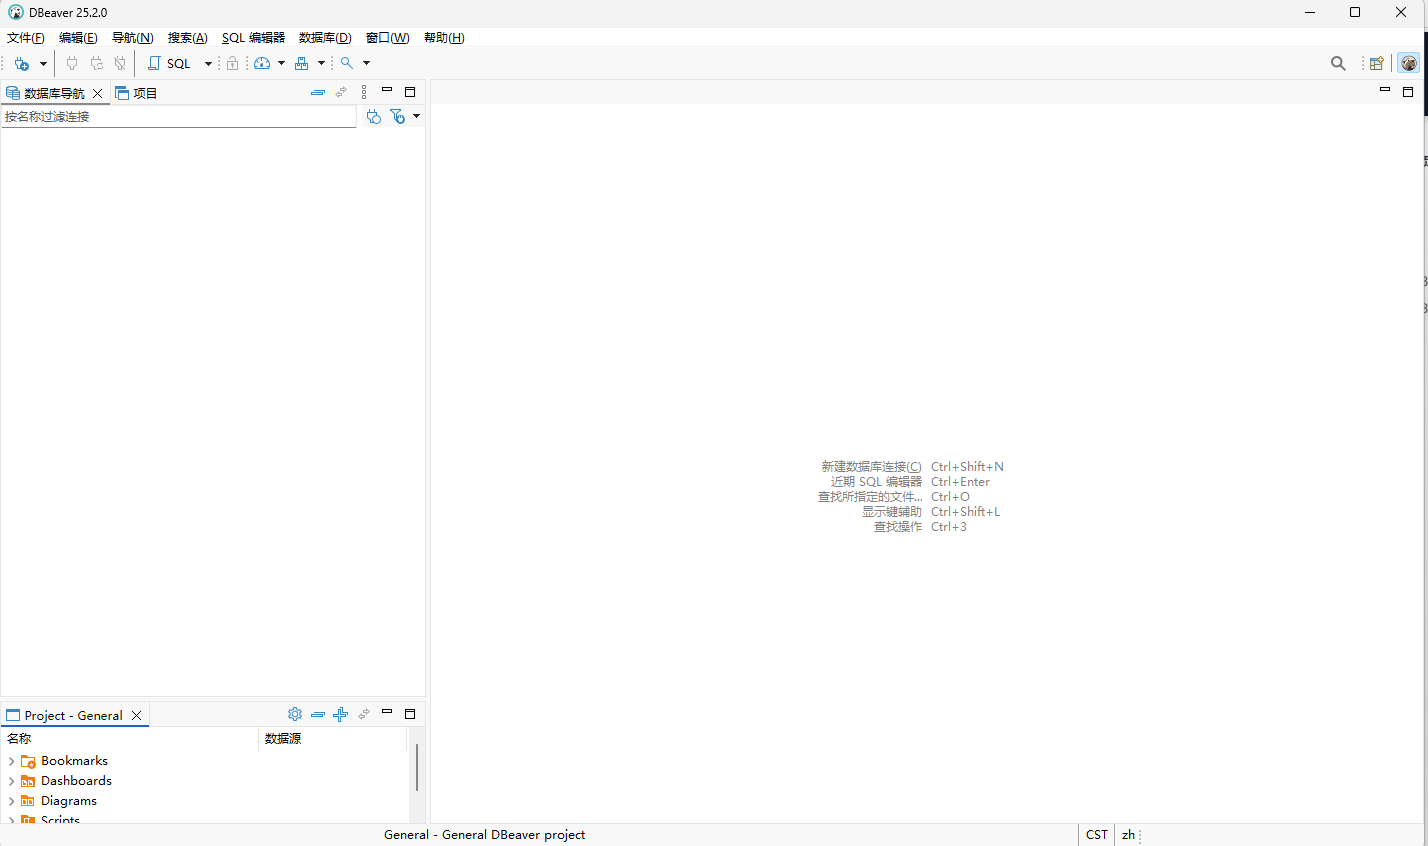 DBeaver 25.2.0
文件(F) 编辑(E) 导航(N) 搜索(A) SQL 编辑器 数据库(D) 窗口(W) 帮助(H)
SQL
数据库导航 项目
按名称过滤连接
新建数据库连接(C) Ctrl+Shift+N
近期 SQL 编辑器 Ctrl+Enter
查找所指定的文件... Ctrl+O
显示键辅助 Ctrl+Shift+L
查找操作 Ctrl+3
Project - General
名称 数据源
Bookmarks
Dashboards
Diagrams
Scripts
General - General DBeaver project CST zh